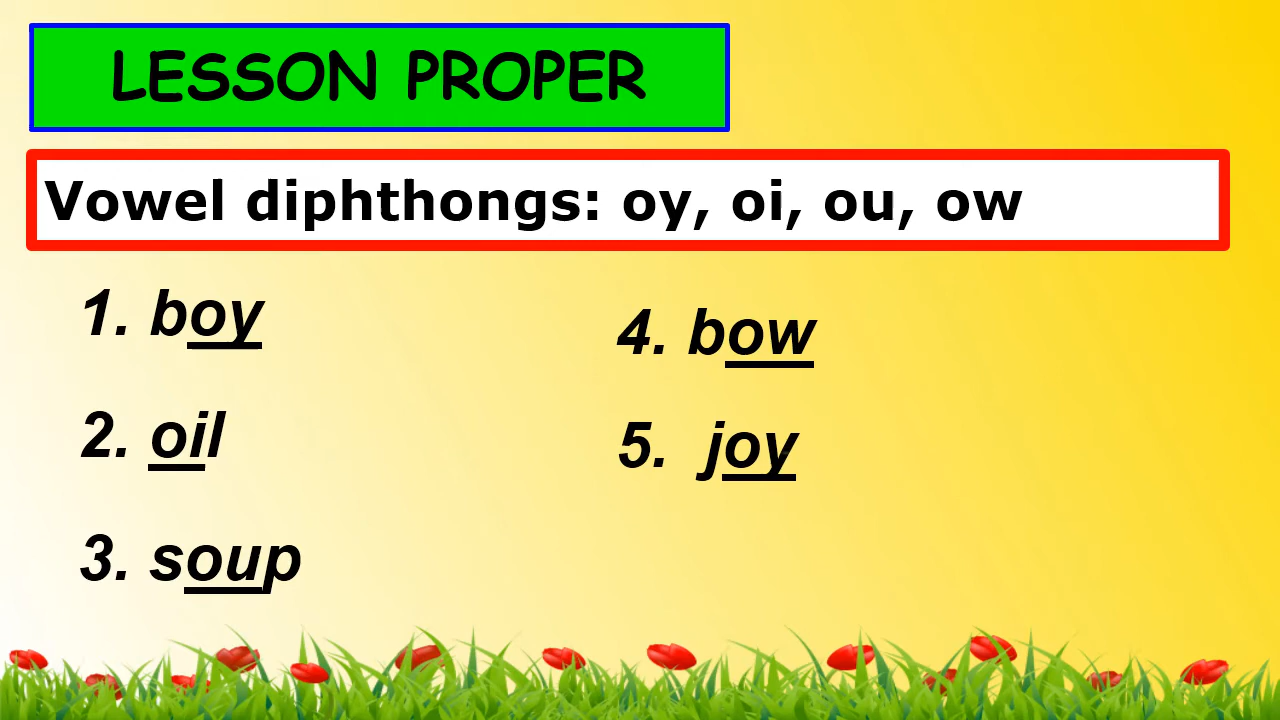 LESSON PROPER
Vowel diphthongs: oy, oi, ou, ow
1. boy
2. oil
3. soup
4. bow
5. joy